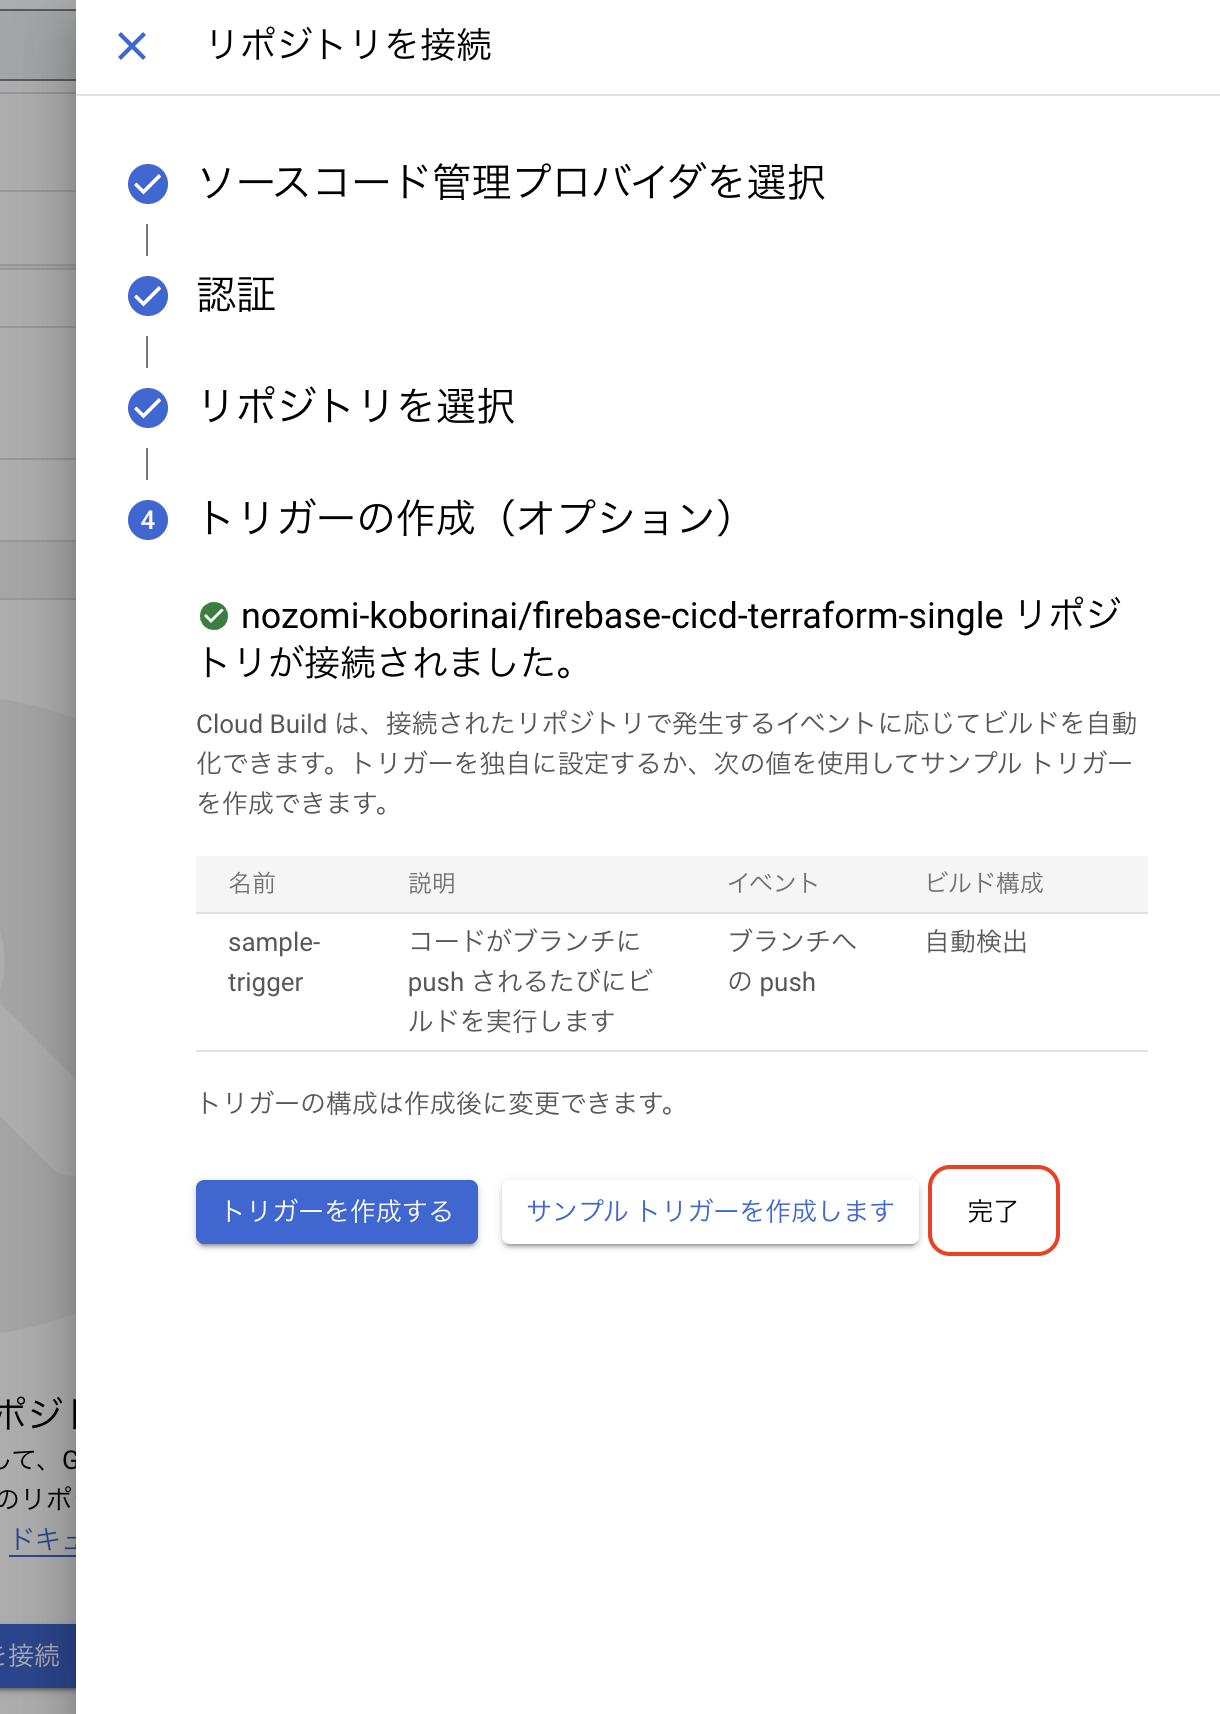 リポジトリを接続
ソースコード管理プロバイダを選択
認証
リポジトリを選択
4 トリガーの作成（オプション）
nozomi-koborinai/firebase-cicd-terraform-single リポジ
トリが接続されました。
Cloud Build は、接続されたリポジトリで発生するイベントに応じてビルドを自動
化できます。トリガーを独自に設定するか、次の値を使用してサンプル トリガー
を作成できます。
名前 説明 イベント ビルド構成
sample- コードがブランチに ブランチへ 自動検出
trigger push されるたびにビ の push
ルドを実行します
トリガーの構成は作成後に変更できます。
トリガーを作成する サンプル トリガーを作成します 完了
ポジト
して、G
のリポ
ドキュ
を接続